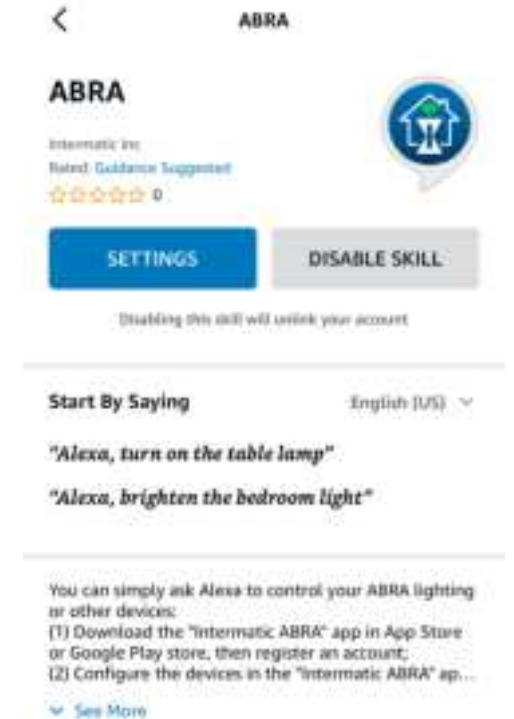 ABRA
ABRA
Intermatic Inc
Rated: Guidance Suggested
0
SETTINGS
DISABLE SKILL
Disabling this skill will unlink your account
Start By Saying
English (US)
"Alexa, turn on the table lamp"
"Alexa, brighten the bedroom light"
You can simply ask Alexa to control your ABRA lighting
or other devices:
(1) Download the "Intermatic ABRA" app in App Store
or Google Play store, then register an account;
(2) Configure the devices in the "Intermatic ABRA" ap...
See More